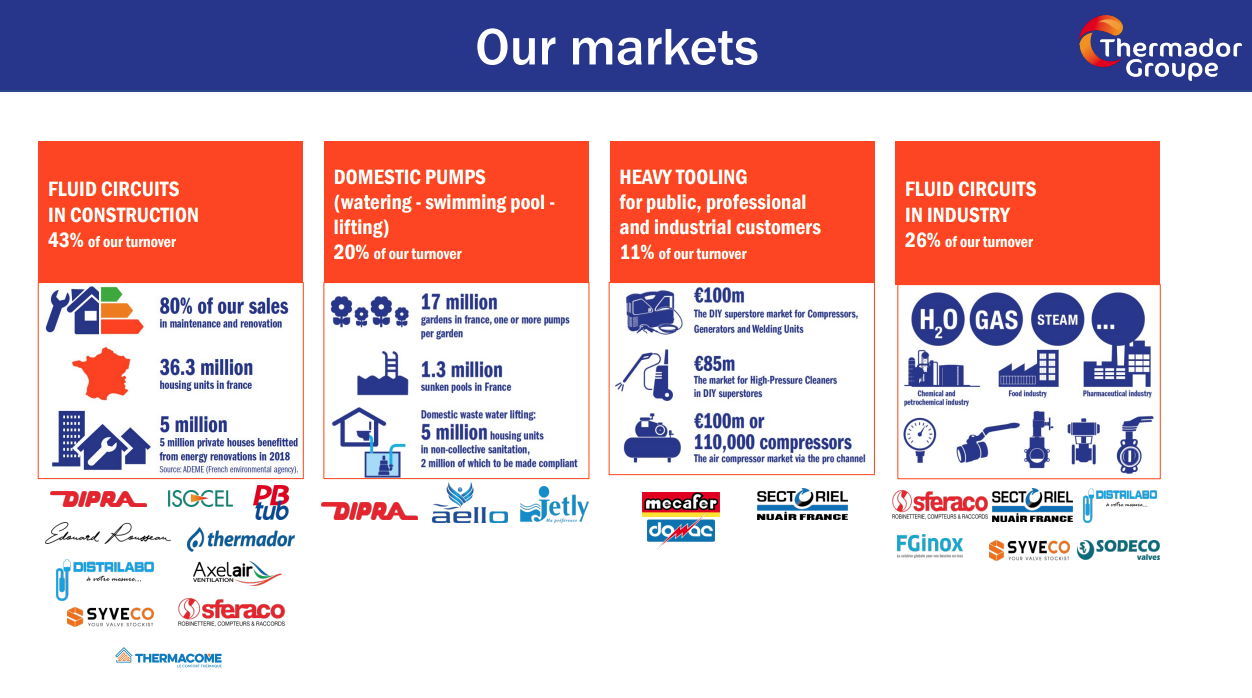 Our markets
Thermador
Groupe
FLUID CIRCUITS
IN CONSTRUCTION
43% of our turnover
80% of our sales
in maintenance and renovation
36.3 million
housing units in france
5 million
5 million private houses benefitted
from energy renovations in 2018
Source: ADEME (French environmental agency).
DIPRA
ISOCEL
PB
tub
Edouard Rousseau
thermador
DISTRILABO
à votre mesure...
Axelair
VENTILATION
SYVECO
YOUR VALVE STOCKIST
sferaco
ROBINETTERIE, COMPTEURS & RACCORDS
THERMACOME
LE CONFORT THERMIQUE
DOMESTIC PUMPS
(watering - swimming pool -
lifting)
20% of our turnover
17 million
gardens in france, one or more pumps
per garden
1.3 million
sunken pools in France
Domestic waste water lifting:
5 million housing units
in non-collective sanitation,
2 million of which to be made compliant
DIPRA
aello
Jetly
Ma préférence
HEAVY TOOLING
for public, professional
and industrial customers
11% of our turnover
€100m
The DIY superstore market for Compressors,
Generators and Welding Units
€85m
The market for High-Pressure Cleaners
in DIY superstores
€100m or
110,000 compressors
The air compressor market via the pro channel
mecafer
domac
SECTORIEL
NUAIR FRANCE
FLUID CIRCUITS
IN INDUSTRY
26% of our turnover
H2O
GAS
STEAM
...
Chemical and
petrochemical industry
Food industry
Pharmaceutical industry
sferaco
ROBINETTERIE, COMPTEURS & RACCORDS
SECTORIEL
NUAIR FRANCE
DISTRILABO
à votre mesure...
FGinox
SYVECO
YOUR VALVE STOCKIST
SODECO
valves